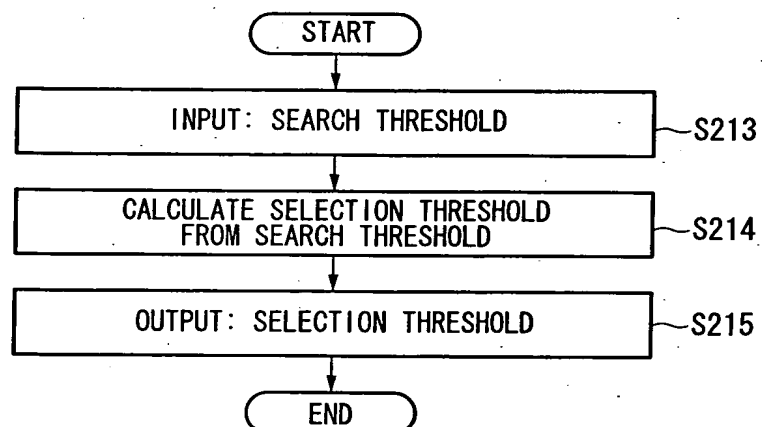 START
INPUT: SEARCH THRESHOLD
S213
CALCULATE SELECTION THRESHOLD
FROM SEARCH THRESHOLD
S214
OUTPUT: SELECTION THRESHOLD
S215
END